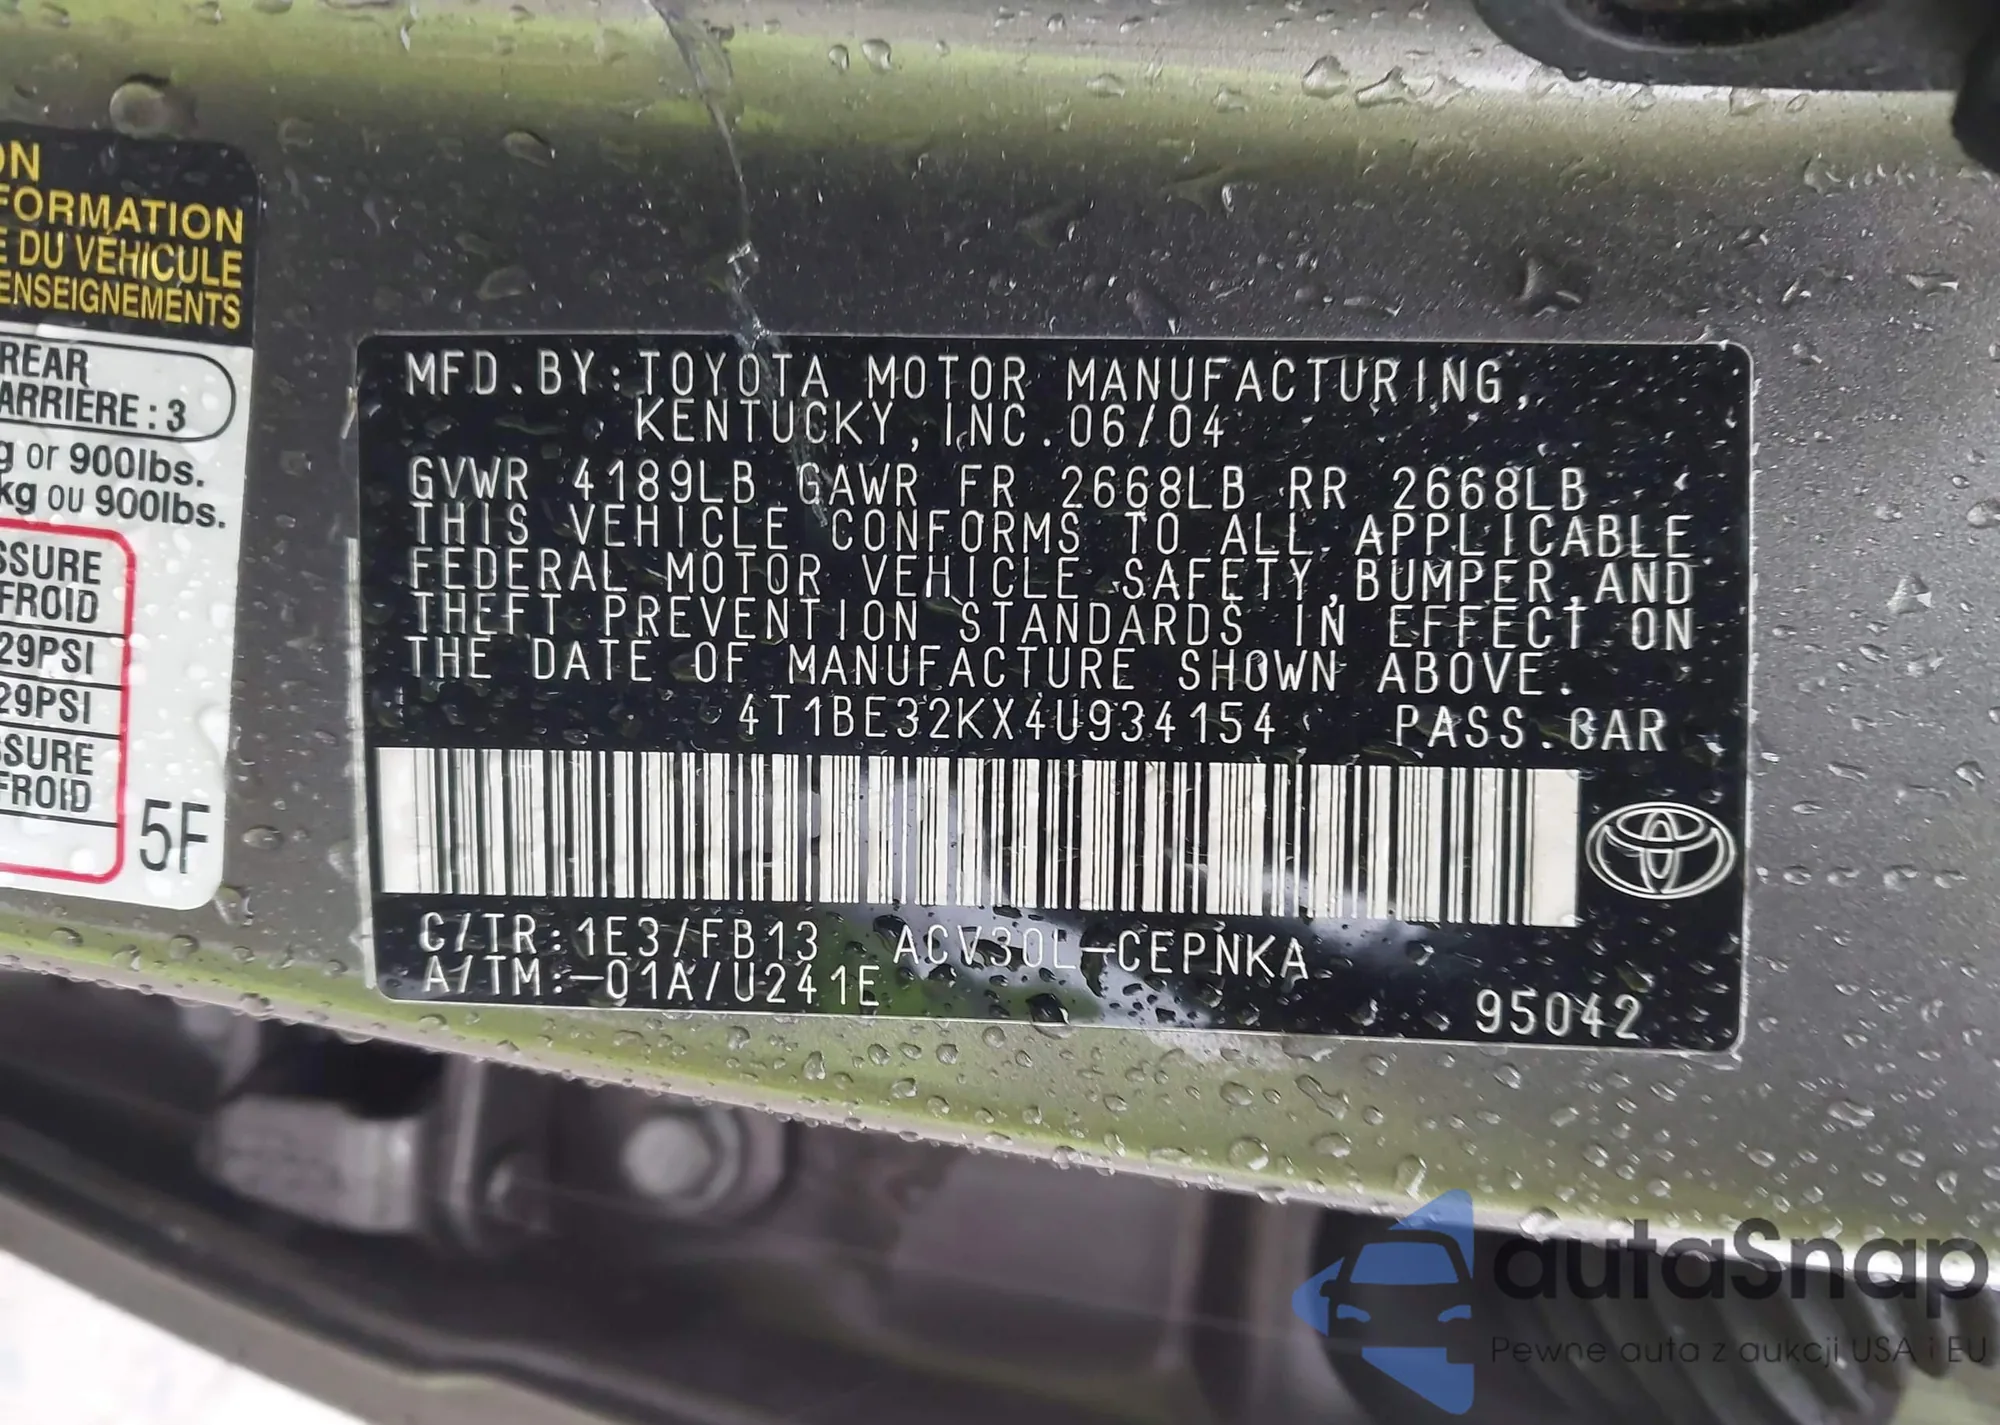 ON
FORMATION
E DU VÉHICULE
ENSEIGNEMENTS
REAR
ARRIÈRE : 3
g or 900lbs.
kg ou 900lbs.
SSURE
FROID
29PSI
29PSI
SSURE
FROID
5F
MFD.BY:TOYOTA MOTOR MANUFACTURING,
KENTUCKY,INC.06/04
GVWR 4189LB GAWR FR 2668LB RR 2668LB
THIS VEHICLE CONFORMS TO ALL APPLICABLE
FEDERAL MOTOR VEHICLE SAFETY,BUMPER,AND
THEFT PREVENTION STANDARDS IN EFFECT ON
THE DATE OF MANUFACTURE SHOWN ABOVE.
4T1BE32KX4U934154 PASS.CAR
C/TR:1E3/FB13 ACV30L-CEPNKA
A/TM:-01A/U241E
95042
autaSnap
Pewne auta z aukcji USA i EU